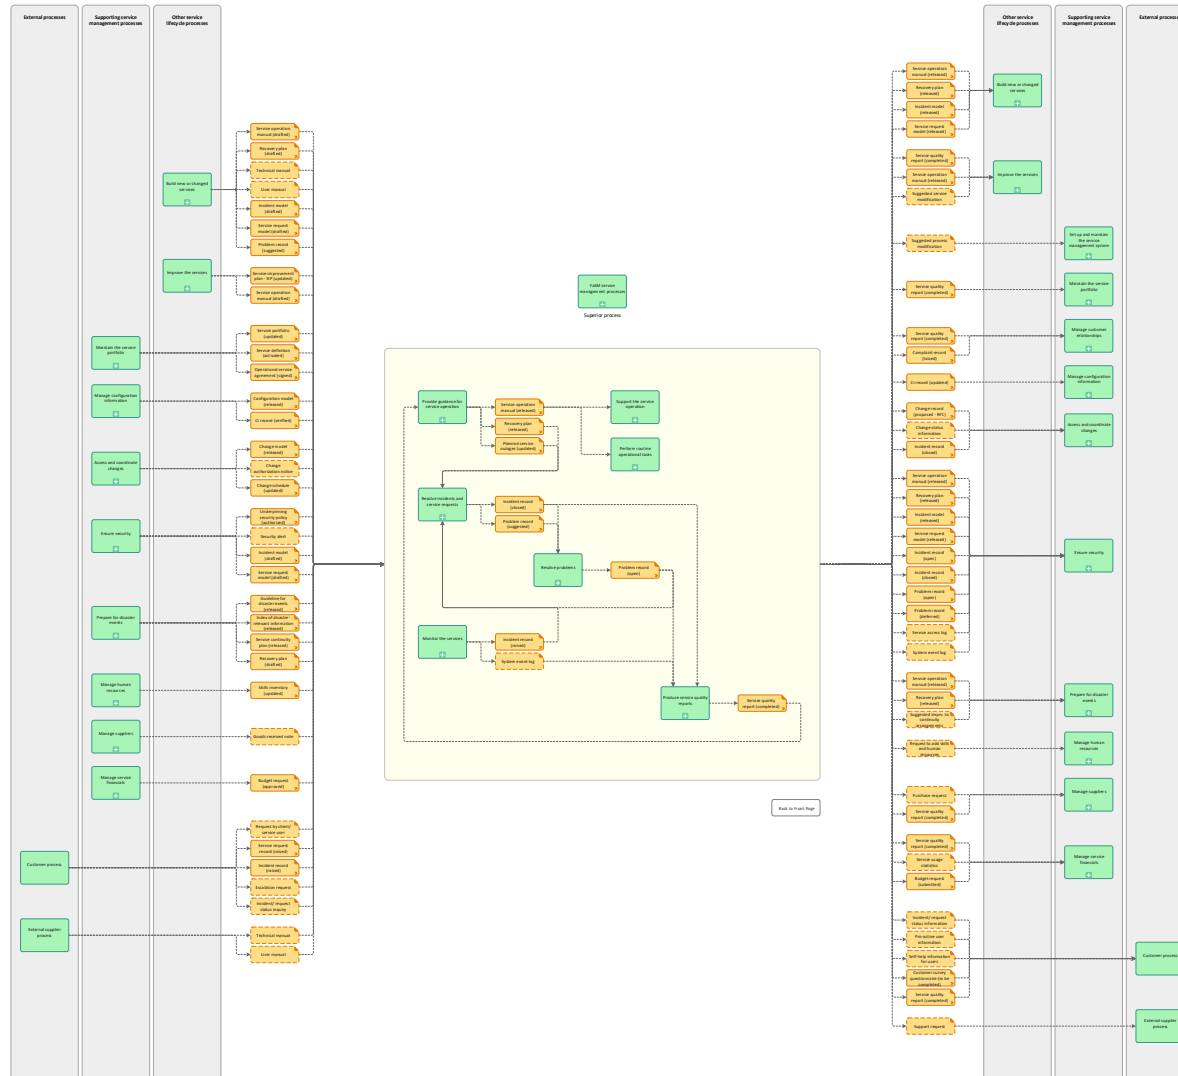 External processes
Supporting service
management processes
Other service
lifecycle processes
Build new or changed
services
Improve the services
Maintain the service
portfolio
Manage configuration
information
Assess and coordinate
changes
Ensure security
Prepare for disaster
events
Manage human
resources
Manage suppliers
Manage service
financials
Customer process
External supplier
process
Service operation
manual (drafted)
Recovery plan
(drafted)
Technical manual
User manual
Incident model
(drafted)
Service request
model (drafted)
Problem record
(suggested)
Service improvement
plan - SIP (updated)
Service operation
manual (drafted)
Service portfolio
(updated)
Service definition
(activated)
Operational service
agreement (signed)
Configuration model
(released)
CI record (verified)
Change model
(released)
Change
authorization notice
Change schedule
(updated)
Underpinning
security policy
(authorized)
Security alert
Incident model
(drafted)
Service request
model (drafted)
Guideline for
disaster events
(released)
Index of disaster-
relevant information
(released)
Service continuity
plan (released)
Recovery plan
(drafted)
Skills inventory
(updated)
Goods received note
Budget request
(approved)
Request by client/
service user
Service request
record (raised)
Incident record
(raised)
Escalation request
Incident/ request
status inquiry
Technical manual
User manual
YaSM service
management processes
Superior process
Provide guidance for
service operation
Service operation
manual (released)
Recovery plan
(released)
Planned service
outages (updated)
Support the service
operation
Perform routine
operational tasks
Resolve incidents and
service requests
Incident record
(closed)
Problem record
(suggested)
Resolve problems
Problem record
(open)
Monitor the services
Incident record
(raised)
System event log
Produce service quality
reports
Service quality
report (completed)
Back to Front Page
Service operation
manual (released)
Recovery plan
(released)
Incident model
(released)
Service request
model (released)
Service quality
report (completed)
Service operation
manual (released)
Suggested service
modification
Suggested process
modification
Service quality
report (completed)
Service quality
report (completed)
Complaint record
(raised)
CI record (updated)
Change record
(proposed - RFC)
Change status
information
Incident record
(closed)
Service operation
manual (released)
Recovery plan
(released)
Incident model
(released)
Service request
model (released)
Incident record
(open)
Incident record
(closed)
Problem record
(open)
Problem record
(deferred)
Service access log
System event log
Service operation
manual (released)
Recovery plan
(released)
Suggested impr. to
continuity
arrangements
Request to add skills
and human
resources
Purchase request
Service quality
report (completed)
Service quality
report (completed)
Service usage
statistics
Budget request
(submitted)
Incident/ request
status information
Pro-active user
information
Self-help information
for users
Customer survey
questionnaire (to be
completed)
Service quality
report (completed)
Support request
Other service
lifecycle processes
Supporting service
management processes
External processes
Build new or changed
services
Improve the services
Set up and maintain
the service
management system
Maintain the service
portfolio
Manage customer
relationships
Manage configuration
information
Assess and coordinate
changes
Ensure security
Prepare for disaster
events
Manage human
resources
Manage suppliers
Manage service
financials
Customer process
External supplier
process